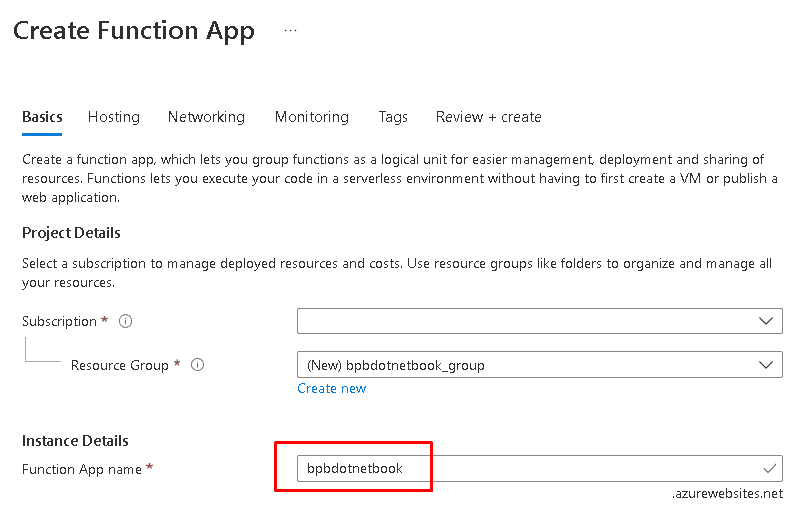 Create Function App ...
Basics Hosting Networking Monitoring Tags Review + create
Create a function app, which lets you group functions as a logical unit for easier management, deployment and sharing of
resources. Functions lets you execute your code in a serverless environment without having to first create a VM or publish a
web application.
Project Details
Select a subscription to manage deployed resources and costs. Use resource groups like folders to organize and manage all
your resources.
Subscription *
Resource Group * (New) bpbdotnetbook_group
Create new
Instance Details
Function App name * bpbdotnetbook
.azurewebsites.net